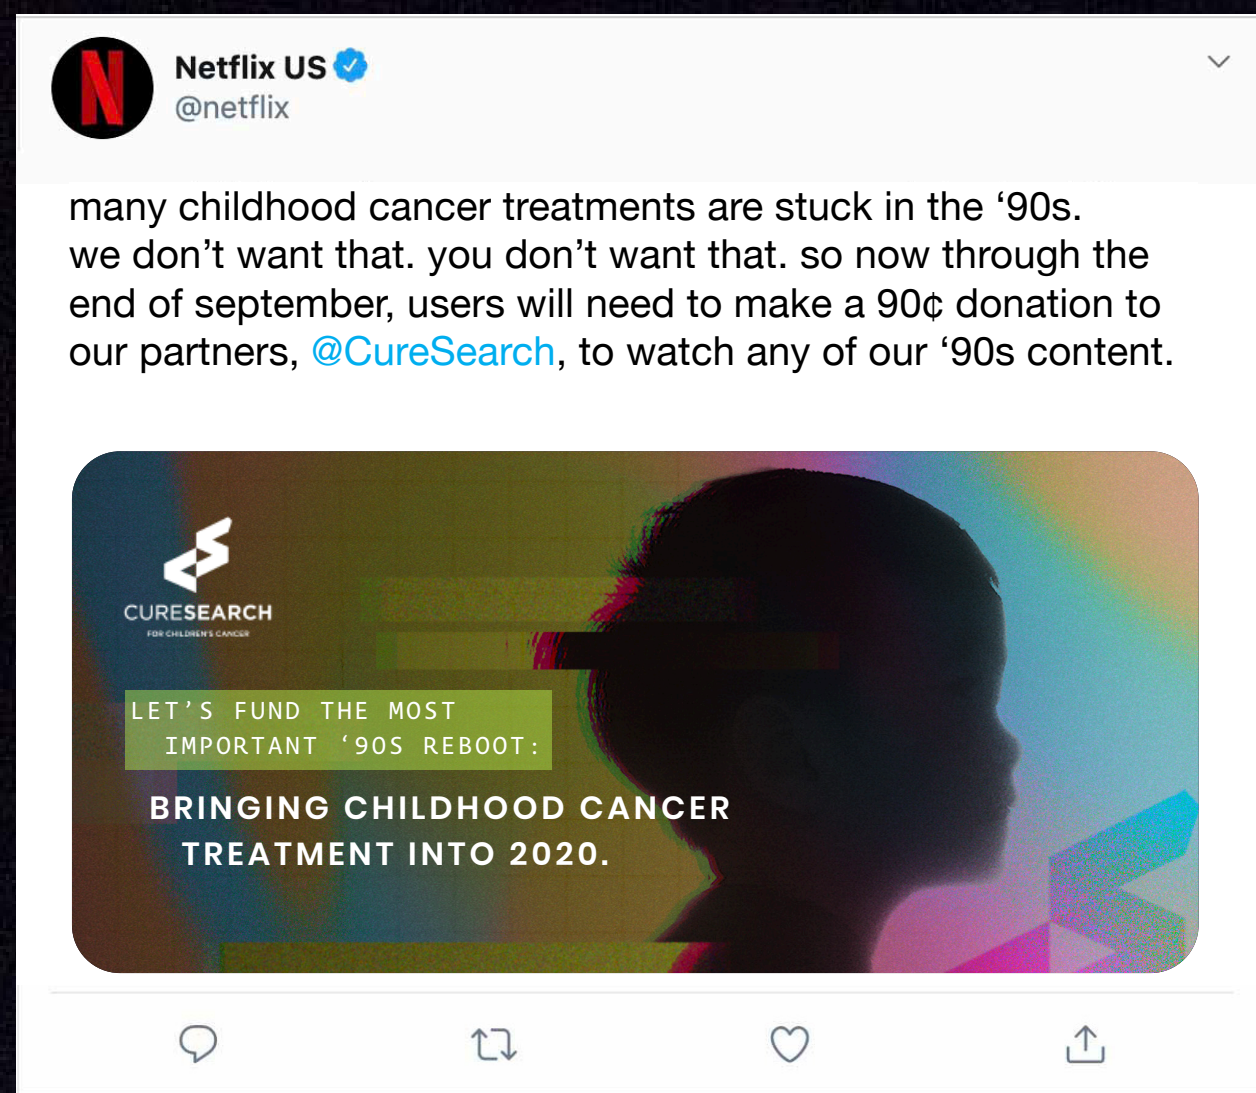 Netflix US
@netflix
many childhood cancer treatments are stuck in the ‘90s.
we don’t want that. you don’t want that. so now through the
end of september, users will need to make a 90¢ donation to
our partners, @CureSearch, to watch any of our ‘90s content.
CURESEARCH
FOR CHILDREN'S CANCER
LET’S FUND THE MOST
IMPORTANT ‘90S REBOOT:
BRINGING CHILDHOOD CANCER
TREATMENT INTO 2020.